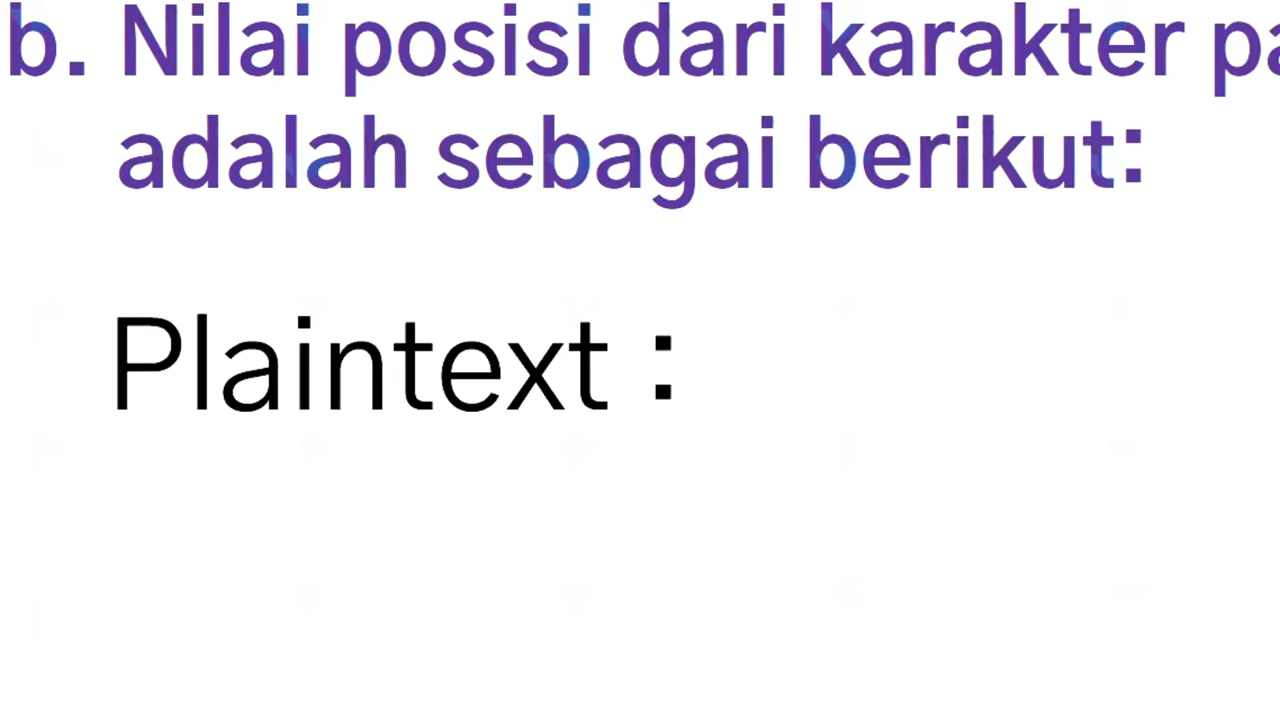 b. Nilai posisi dari karakter
adalah sebagai berikut:
Plaintext :